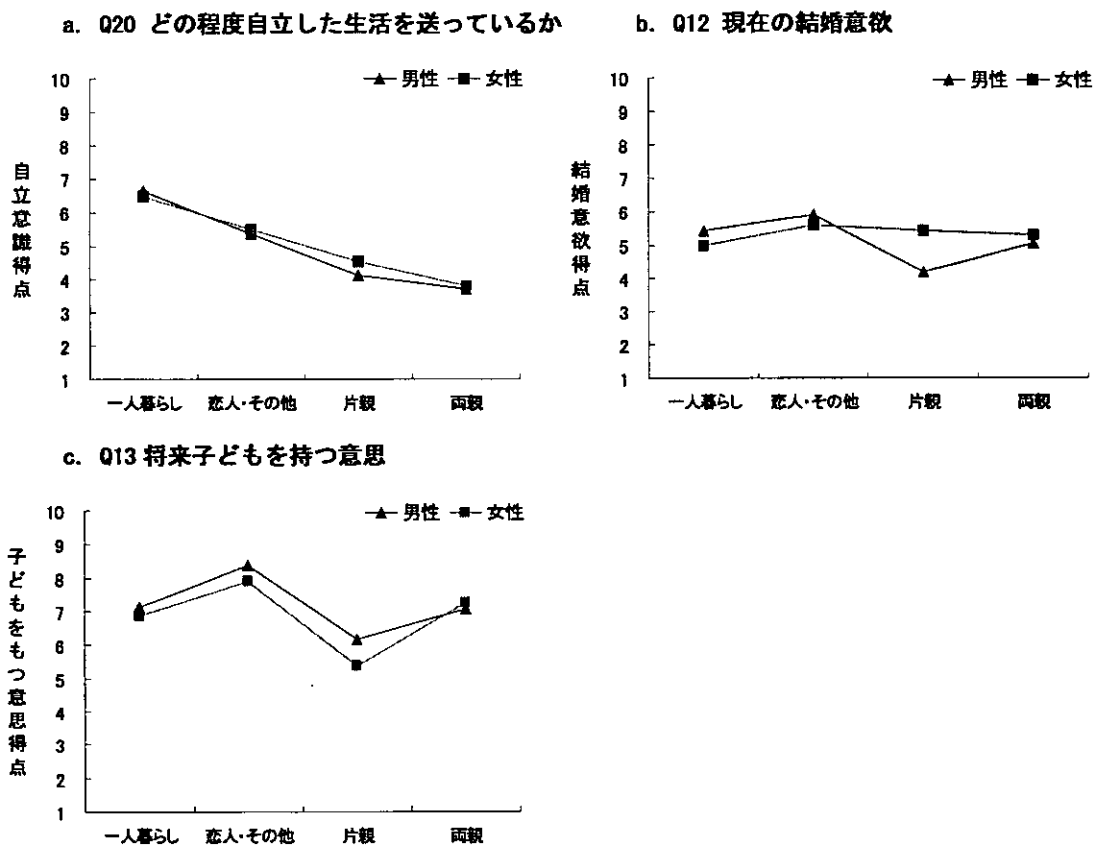 a. Q20 どの程度自立した生活を送っているか
男性 女性
10
9
8
7
6
5
4
3
2
1
自立意識得点
一人暮らし 恋人・その他 片親 両親
b. Q12 現在の結婚意欲
男性 女性
10
9
8
7
6
5
4
3
2
1
結婚意欲得点
一人暮らし 恋人・その他 片親 両親
c. Q13 将来子どもを持つ意思
男性 女性
10
9
8
7
6
5
4
3
2
1
子どもをもつ意思得点
一人暮らし 恋人・その他 片親 両親